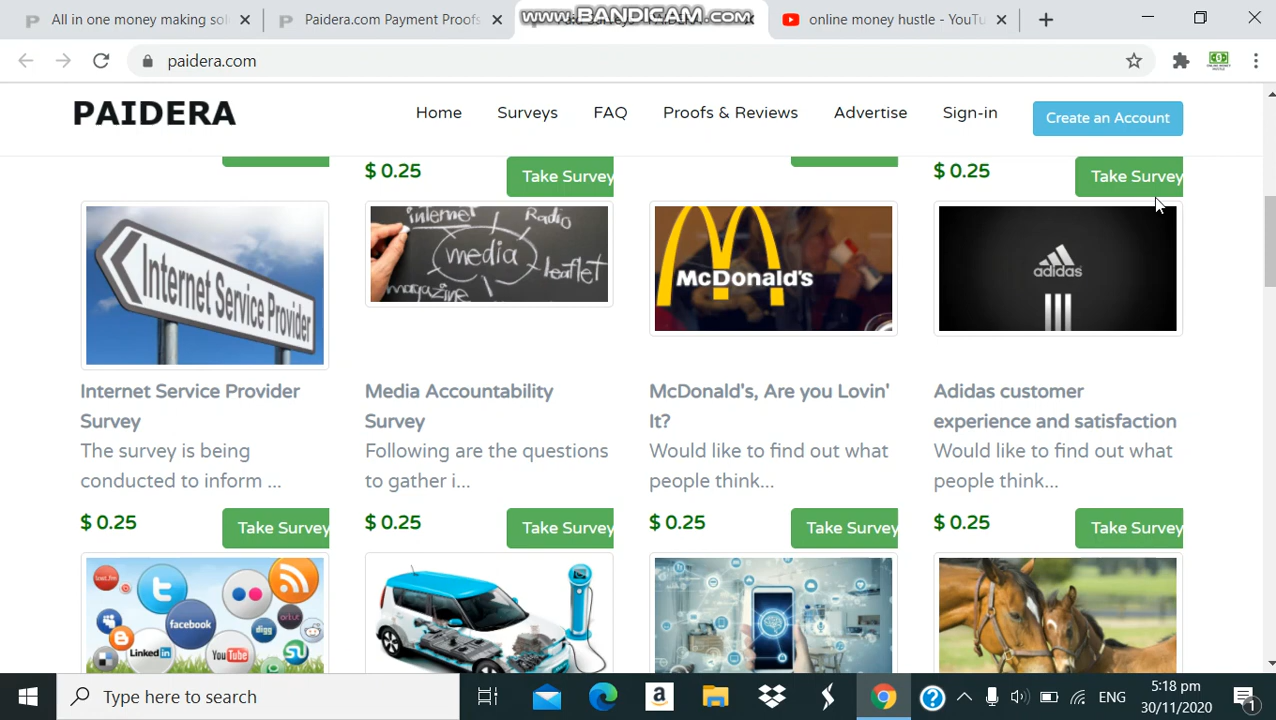 All in one money making sol
Paidera.com Payment Proofs
online money hustle - YouTu
www.BANDICAM.com
paidera.com
PAIDERA
Home
Surveys
FAQ
Proofs & Reviews
Advertise
Sign-in
Create an Account
$ 0.25
Take Survey
$ 0.25
Take Survey
Internet Service Provider
internet
Radio
media
leaflet
magazine
McDonald's
adidas
Internet Service Provider
Survey
The survey is being
conducted to inform ...
$ 0.25
Take Survey
Media Accountability
Survey
Following are the questions
to gather i...
$ 0.25
Take Survey
McDonald's, Are you Lovin'
It?
Would like to find out what
people think...
$ 0.25
Take Survey
Adidas customer
experience and satisfaction
Would like to find out what
people think...
$ 0.25
Take Survey
facebook
digg
LinkedIn
YouTube
Type here to search
ENG
5:18 pm
30/11/2020
1